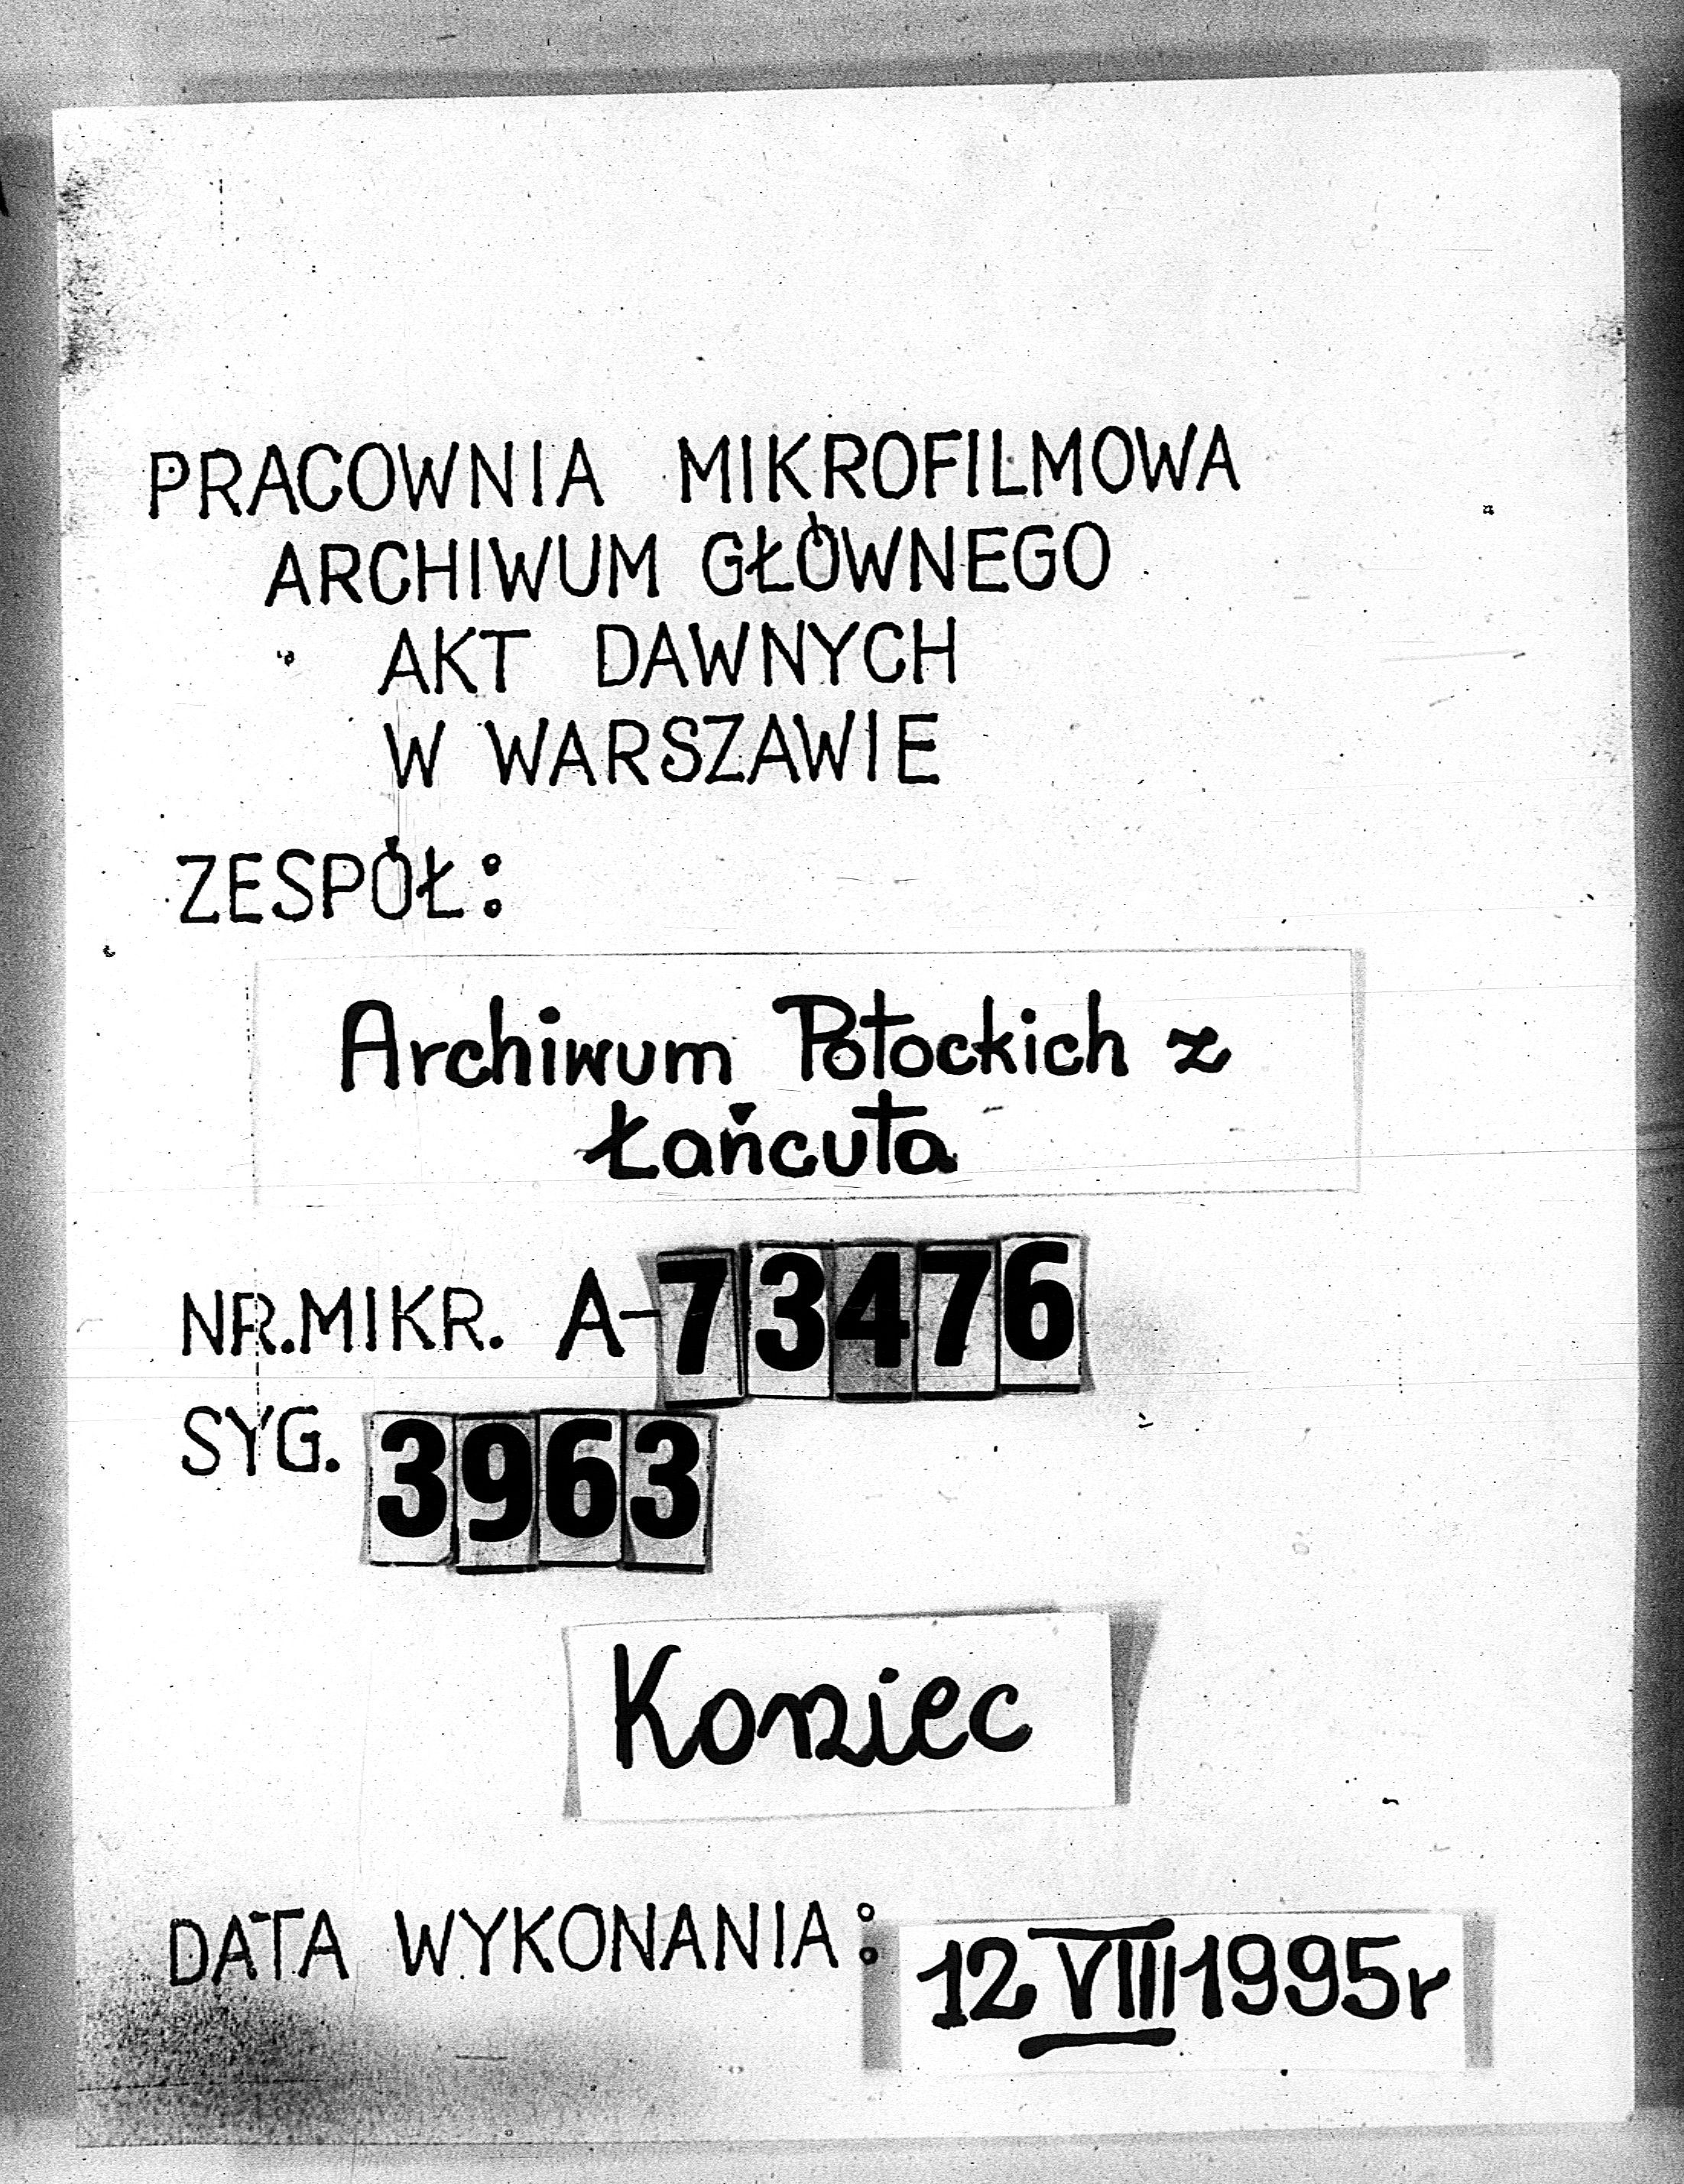 PRACOWNIA MIKROFILMOWA
ARCHIWUM GŁÓWNEGO
AKT DAWNYCH
W WARSZAWIE
ZESPÓŁ:
Archiwum Potockich z
Łańcuta
NR.MIKR. A-73476
SYG. 3963
Koniec
DATA WYKONANIA: 12 VIII 1995r